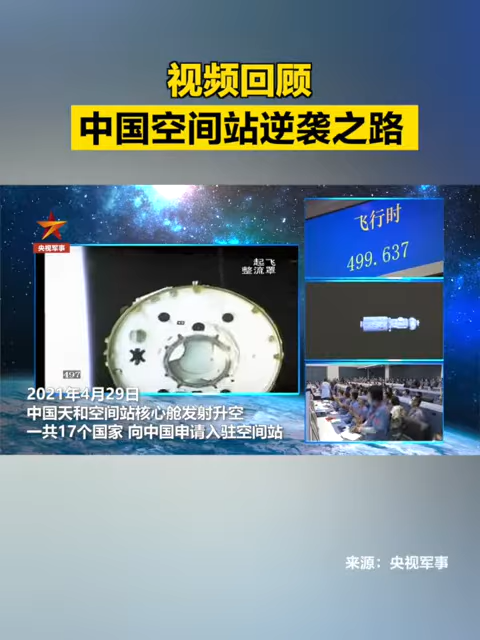 视频回顾
中国空间站逆袭之路
央视军事
起飞
整流罩
497
飞行时
499.637
2021年4月29日
中国天和空间站核心舱发射升空
一共17个国家 向中国申请入驻空间站
来源：央视军事